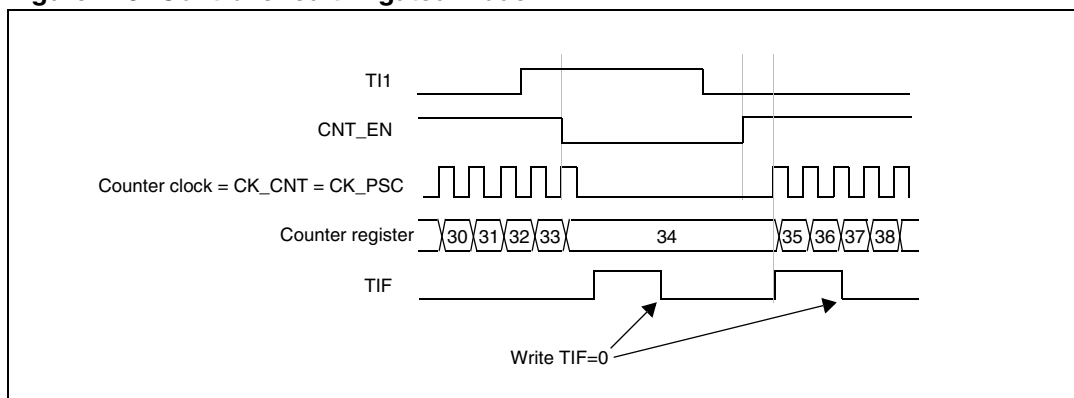 TI1
CNT_EN
Counter clock = CK_CNT = CK_PSC
Counter register 30 31 32 33 34 35 36 37 38
TIF
Write TIF=0